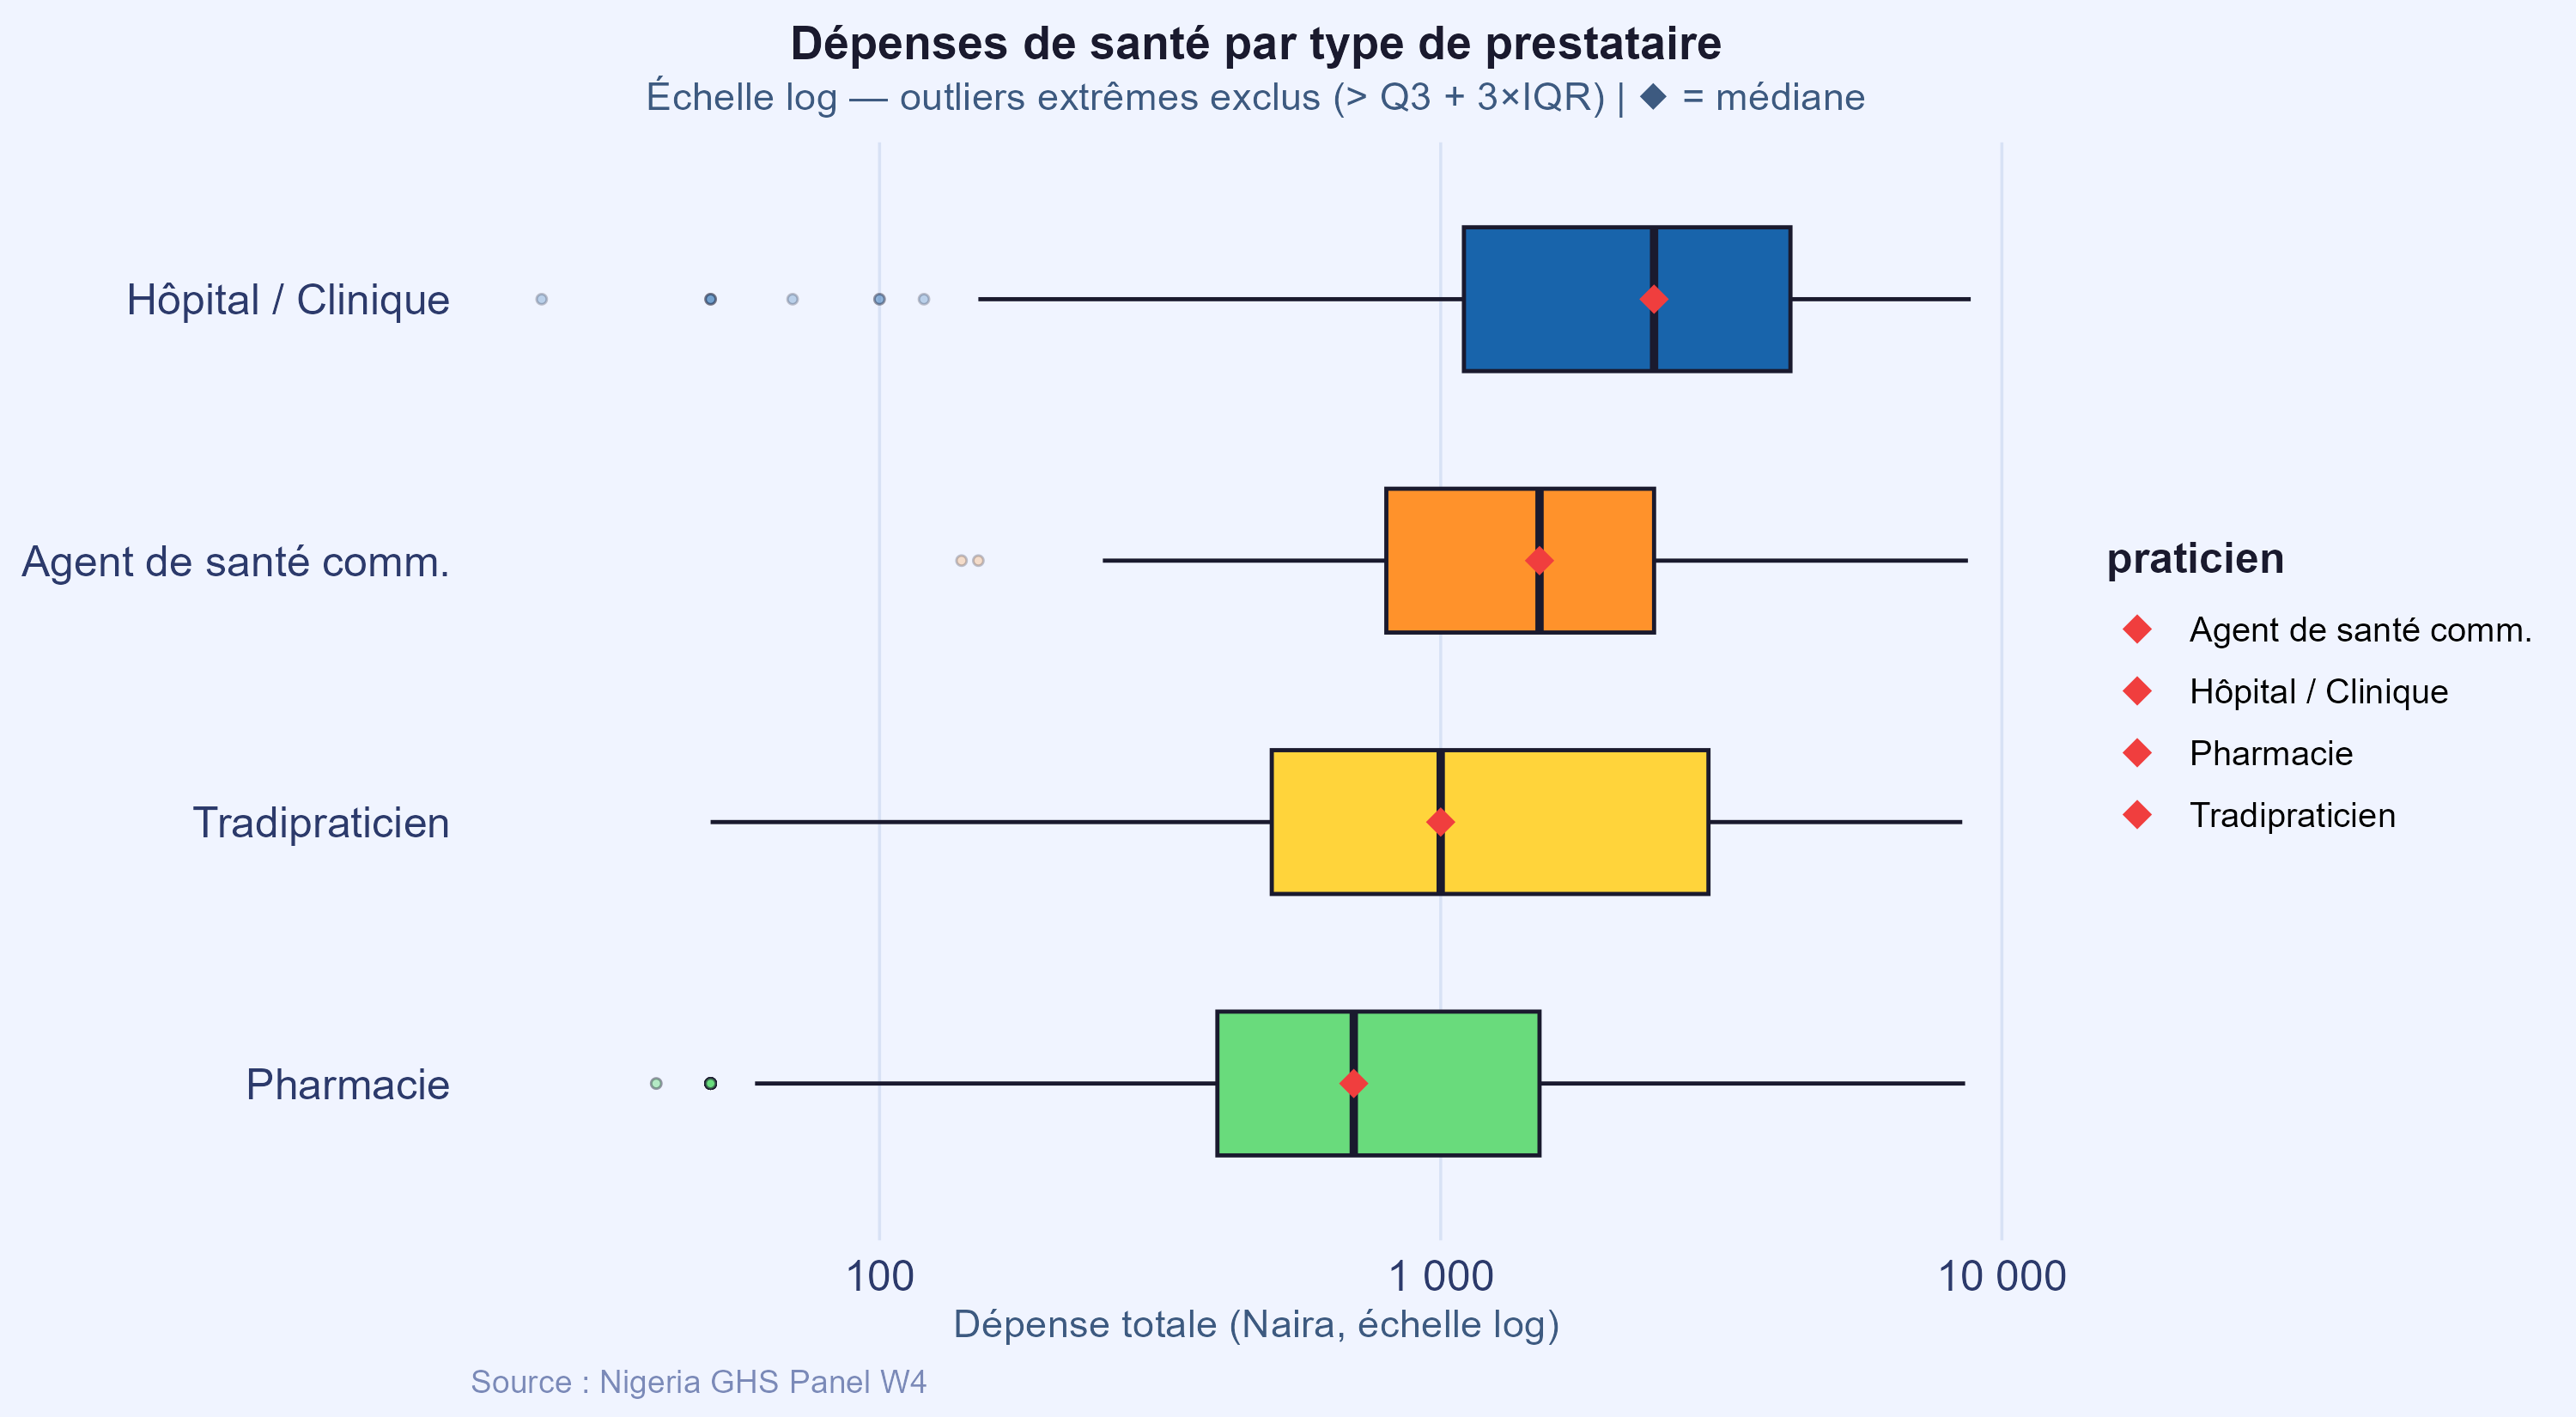 Dépenses de santé par type de prestataire
Échelle log — outliers extrêmes exclus (> Q3 + 3×IQR) | ◆ = médiane
Hôpital / Clinique
Agent de santé comm.
Tradipraticien
Pharmacie
praticien
Agent de santé comm.
Hôpital / Clinique
Pharmacie
Tradipraticien
100 1 000 10 000
Dépense totale (Naira, échelle log)
Source : Nigeria GHS Panel W4